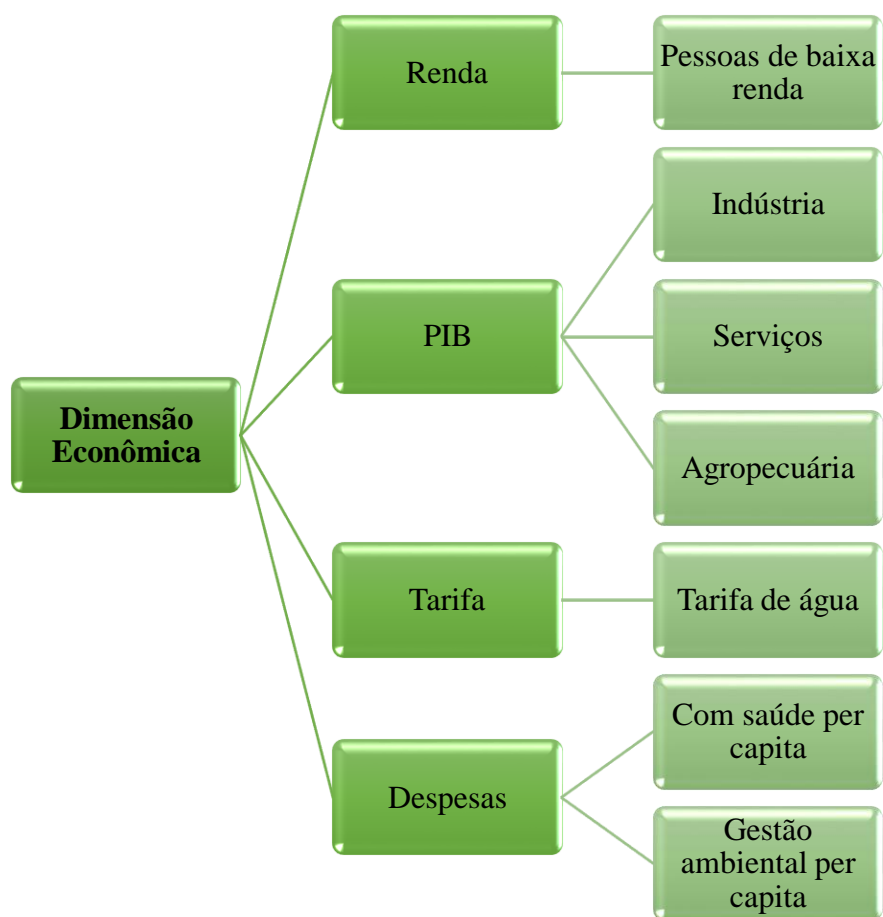 Renda
Pessoas de baixa
renda
Indústria
PIB
Serviços
Agropecuária
Dimensão
Econômica
Tarifa
Tarifa de água
Despesas
Com saúde per
capita
Gestão
ambiental per
capita